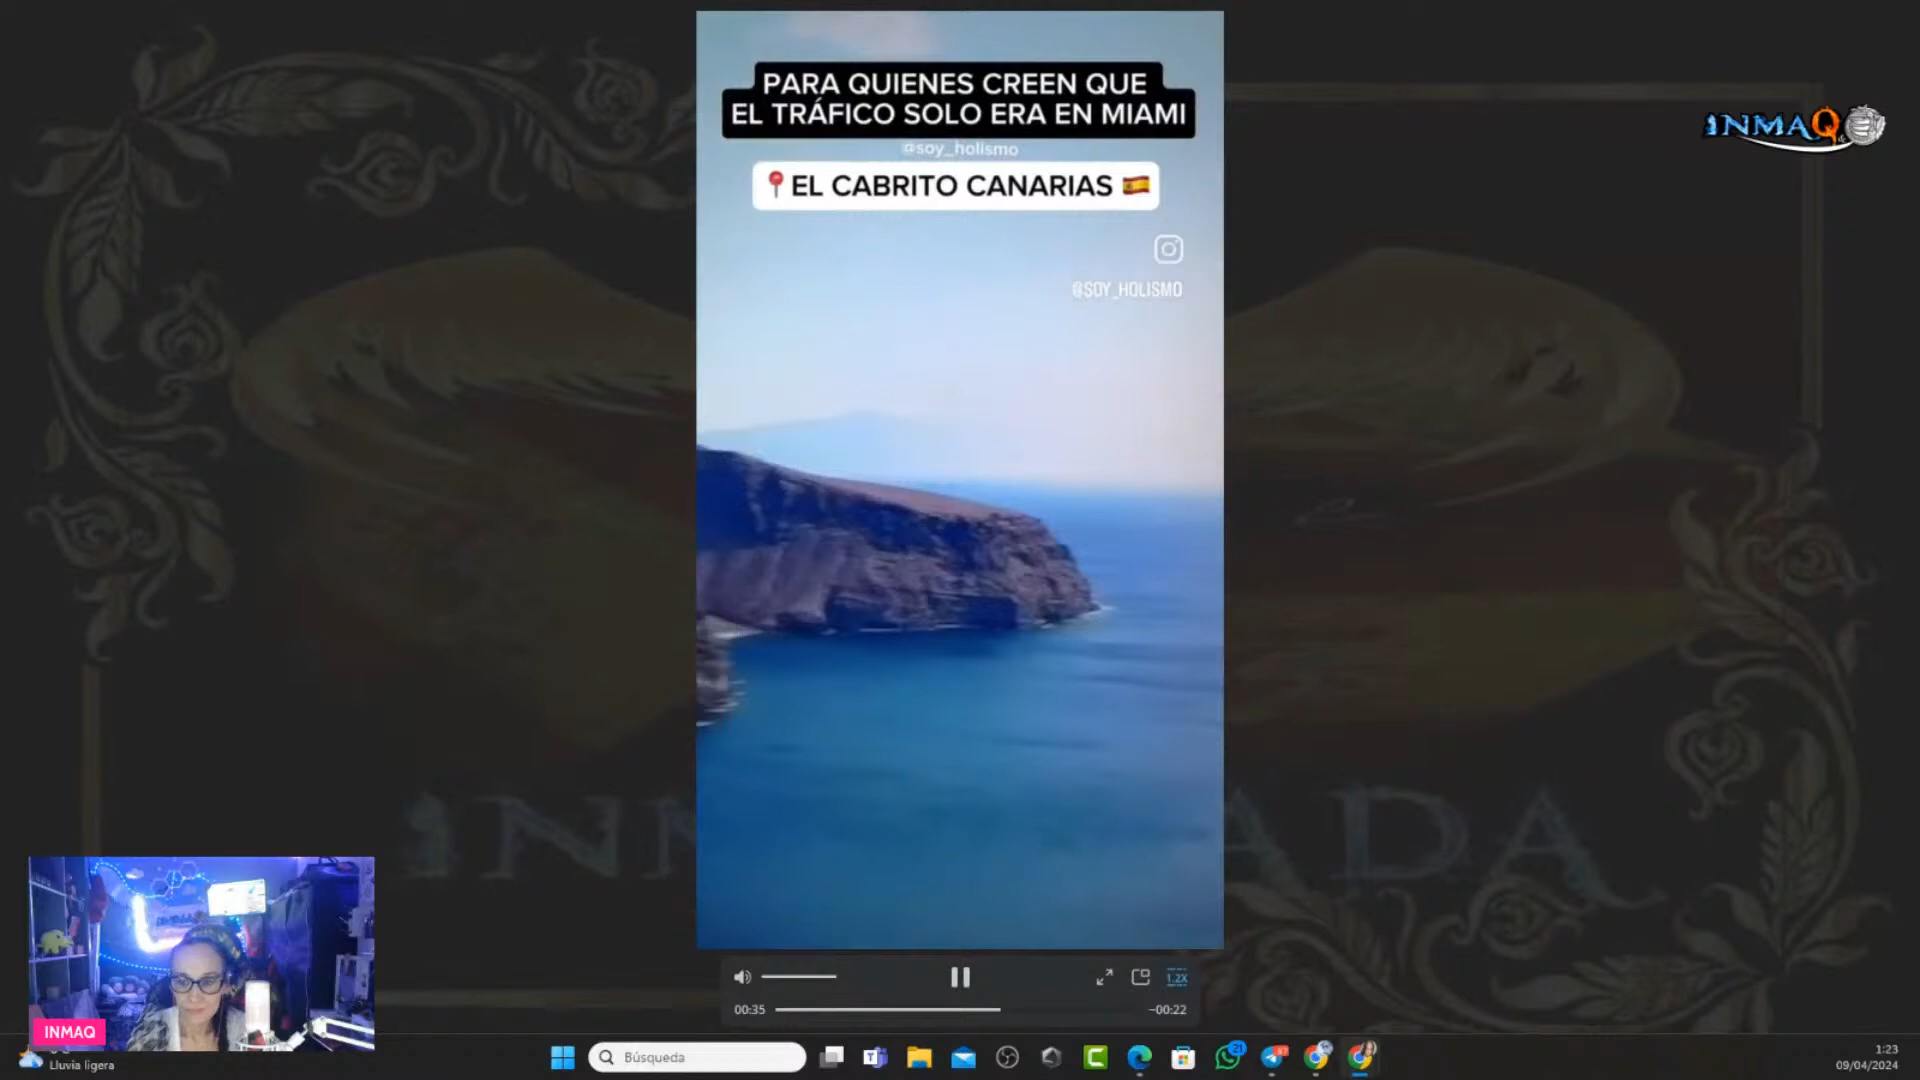 PARA QUIENES CREEN QUE
EL TRÁFICO SOLO ERA EN MIAMI
@soy_holismo
EL CABRITO CANARIAS
@SOY_HOLISMO
INMAQ
INMAQ
00:35
−00:22
1.2X
Lluvia ligera
Búsqueda
21
1:23
09/04/2024